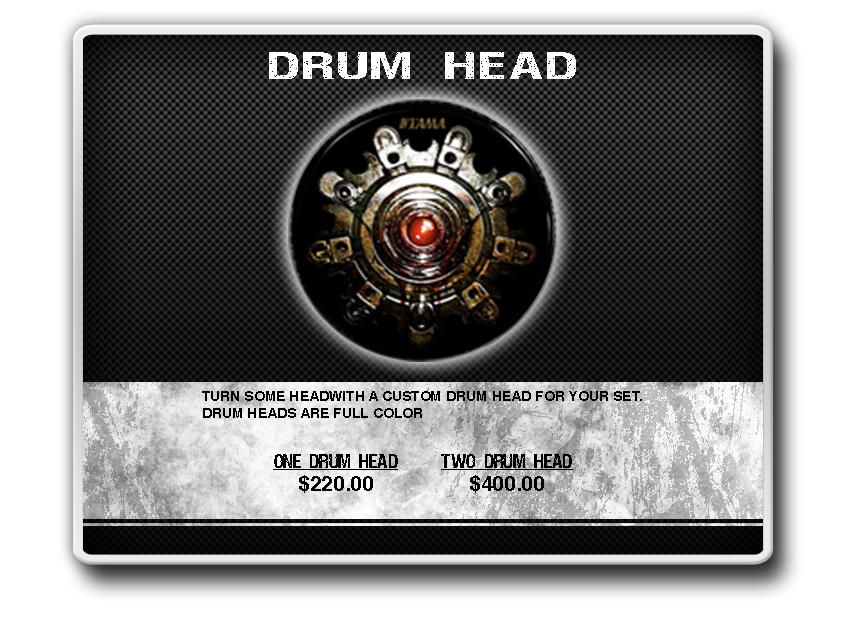 DRUM HEAD
TAMA
TURN SOME HEADWITH A CUSTOM DRUM HEAD FOR YOUR SET.
DRUM HEADS ARE FULL COLOR
ONE DRUM HEAD TWO DRUM HEAD
$220.00 $400.00